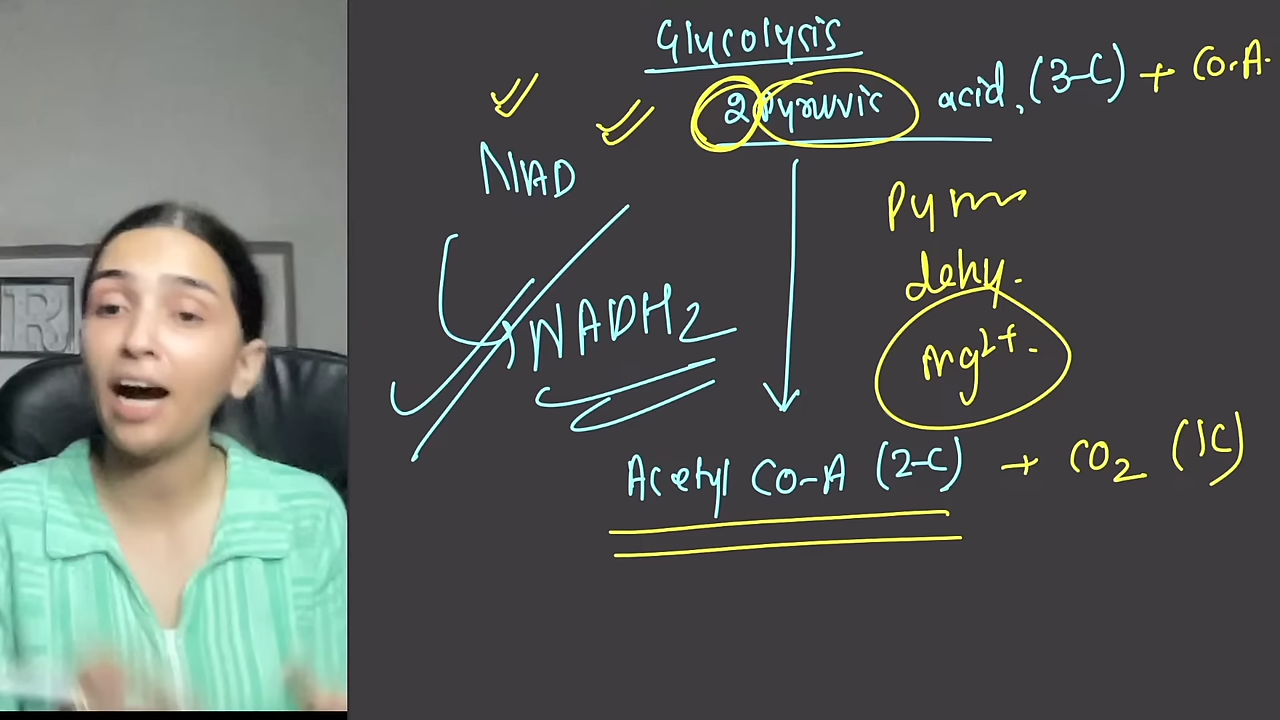 Glycolysis
2 Pyruvic acid, (3-C) + Co-A.
NAD
Pyru
dehy.
NADH2
Mg2+.
Acetyl Co-A (2-C) + CO2 (1C)
R